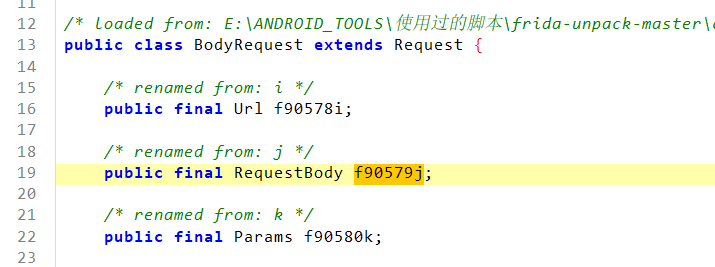 11
12 /* loaded from: E:\ANDROID_TOOLS\使用过的脚本\frida-unpack-master\
13 public class BodyRequest extends Request {
14
15 /* renamed from: i */
16 public final Url f90578i;
17
18 /* renamed from: j */
19 public final RequestBody f90579j;
20
21 /* renamed from: k */
22 public final Params f90580k;
23